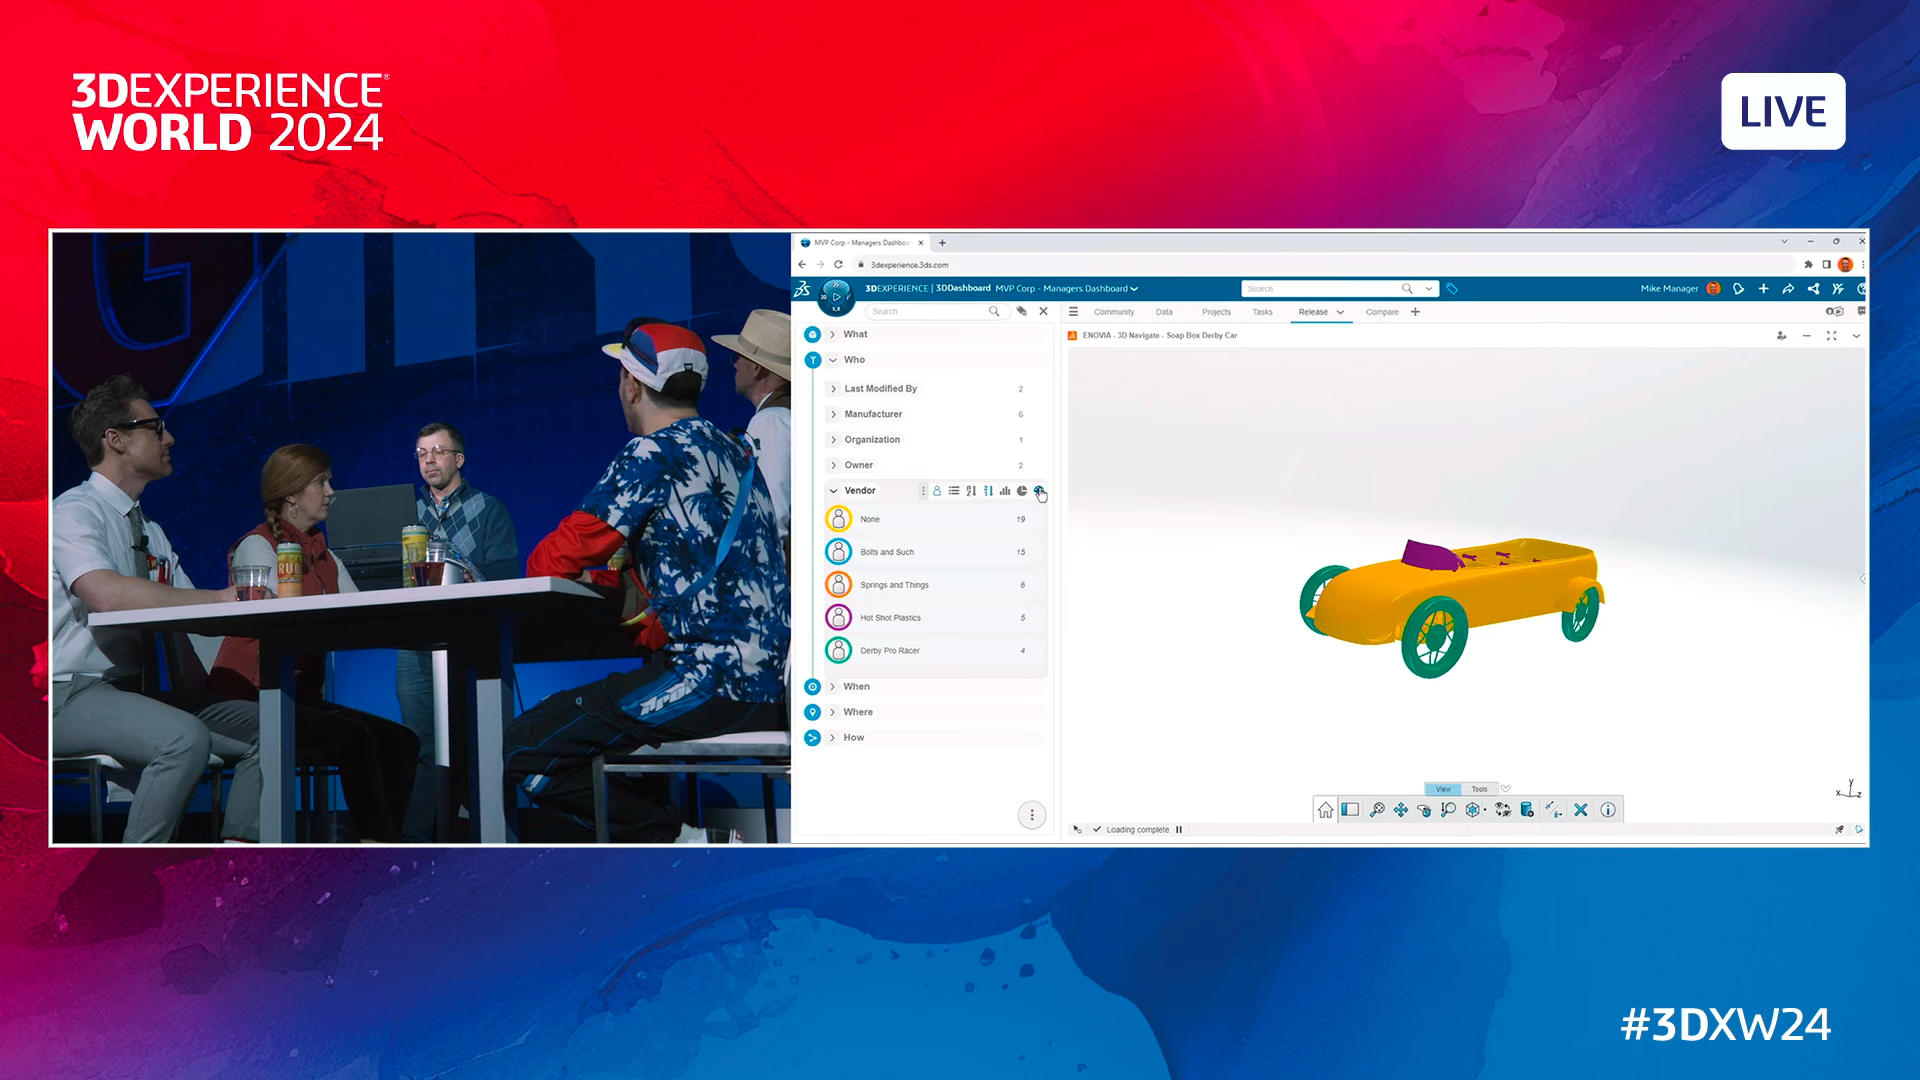 3DEXPERIENCE®
WORLD 2024
LIVE
MVP Corp - Managers Dashboa
3dexperience.3ds.com
3DEXPERIENCE | 3DDashboard MVP Corp - Managers Dashboard
Search
Mike Manager
Search
Community Data Projects Tasks Release Compare
ENOVIA - 3D Navigate - Soap Box Derby Car
What
Who
Last Modified By 2
Manufacturer 6
Organization 1
Owner 2
Vendor
None 19
Bolts and Such 15
Springs and Things 6
Hot Shot Plastics 5
Derby Pro Racer 4
When
Where
How
View Tools
Loading complete
#3DXW24